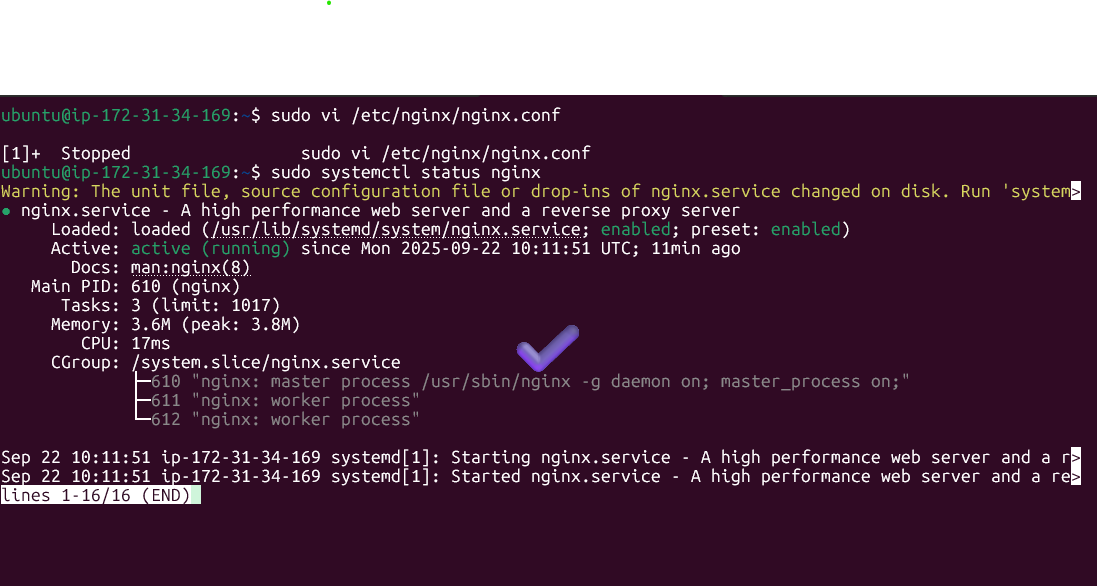 ubuntu@ip-172-31-34-169:~$ sudo vi /etc/nginx/nginx.conf
[1]+  Stopped                 sudo vi /etc/nginx/nginx.conf
ubuntu@ip-172-31-34-169:~$ sudo systemctl status nginx
Warning: The unit file, source configuration file or drop-ins of nginx.service changed on disk. Run 'system>
● nginx.service - A high performance web server and a reverse proxy server
     Loaded: loaded (/usr/lib/systemd/system/nginx.service; enabled; preset: enabled)
     Active: active (running) since Mon 2025-09-22 10:11:51 UTC; 11min ago
       Docs: man:nginx(8)
   Main PID: 610 (nginx)
      Tasks: 3 (limit: 1017)
     Memory: 3.6M (peak: 3.8M)
        CPU: 17ms
     CGroup: /system.slice/nginx.service
             ├─610 "nginx: master process /usr/sbin/nginx -g daemon on; master_process on;"
             ├─611 "nginx: worker process"
             └─612 "nginx: worker process"
Sep 22 10:11:51 ip-172-31-34-169 systemd[1]: Starting nginx.service - A high performance web server and a r>
Sep 22 10:11:51 ip-172-31-34-169 systemd[1]: Started nginx.service - A high performance web server and a re>
lines 1-16/16 (END)